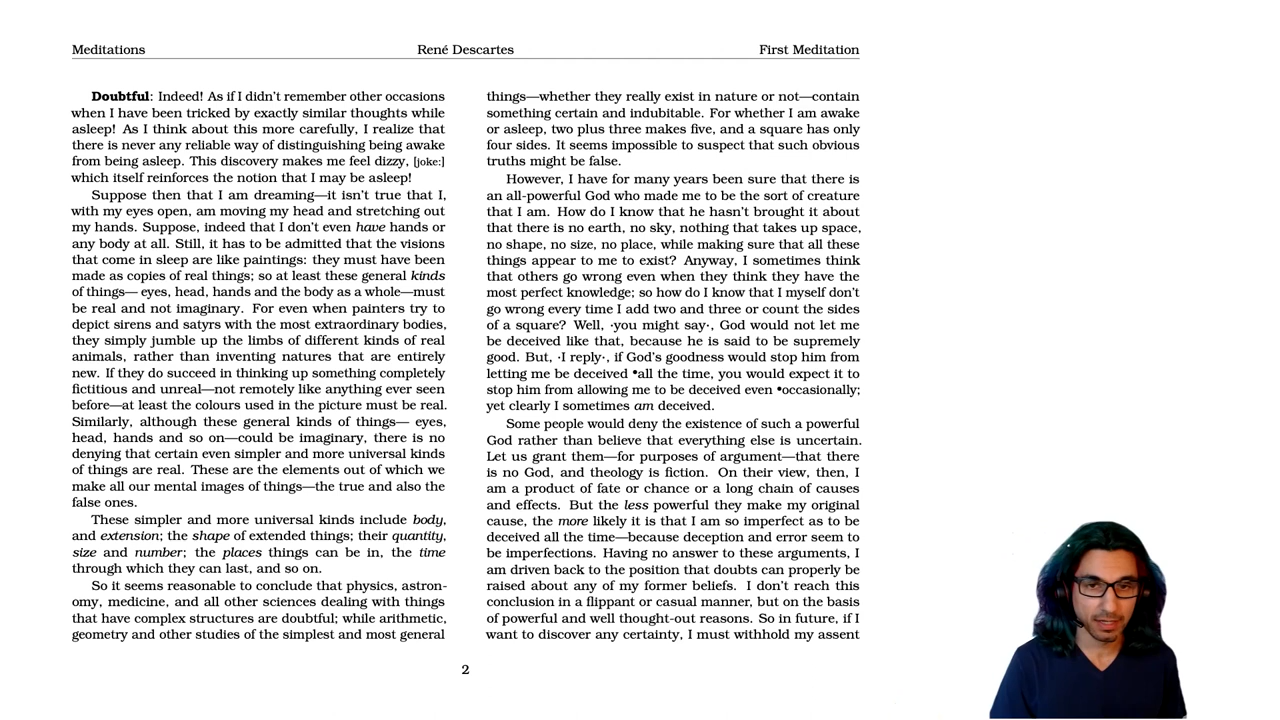 Meditations
René Descartes
First Meditation
Doubtful: Indeed! As if I didn't remember other occasions
when I have been tricked by exactly similar thoughts while
asleep! As I think about this more carefully, I realize that
there is never any reliable way of distinguishing being awake
from being asleep. This discovery makes me feel dizzy, [joke:]
which itself reinforces the notion that I may be asleep!
Suppose then that I am dreaming—it isn't true that I,
with my eyes open, am moving my head and stretching out
my hands. Suppose, indeed that I don't even have hands or
any body at all. Still, it has to be admitted that the visions
that come in sleep are like paintings: they must have been
made as copies of real things; so at least these general kinds
of things— eyes, head, hands and the body as a whole—must
be real and not imaginary. For even when painters try to
depict sirens and satyrs with the most extraordinary bodies,
they simply jumble up the limbs of different kinds of real
animals, rather than inventing natures that are entirely
new. If they do succeed in thinking up something completely
fictitious and unreal—not remotely like anything ever seen
before—at least the colours used in the picture must be real.
Similarly, although these general kinds of things— eyes,
head, hands and so on—could be imaginary, there is no
denying that certain even simpler and more universal kinds
of things are real. These are the elements out of which we
make all our mental images of things—the true and also the
false ones.
These simpler and more universal kinds include body,
and extension; the shape of extended things; their quantity,
size and number; the places things can be in, the time
through which they can last, and so on.
So it seems reasonable to conclude that physics, astron-
omy, medicine, and all other sciences dealing with things
that have complex structures are doubtful; while arithmetic,
geometry and other studies of the simplest and most general
things—whether they really exist in nature or not—contain
something certain and indubitable. For whether I am awake
or asleep, two plus three makes five, and a square has only
four sides. It seems impossible to suspect that such obvious
truths might be false.
However, I have for many years been sure that there is
an all-powerful God who made me to be the sort of creature
that I am. How do I know that he hasn't brought it about
that there is no earth, no sky, nothing that takes up space,
no shape, no size, no place, while making sure that all these
things appear to me to exist? Anyway, I sometimes think
that others go wrong even when they think they have the
most perfect knowledge; so how do I know that I myself don't
go wrong every time I add two and three or count the sides
of a square? Well, ·you might say·, God would not let me
be deceived like that, because he is said to be supremely
good. But, ·I reply·, if God's goodness would stop him from
letting me be deceived •all the time, you would expect it to
stop him from allowing me to be deceived even •occasionally;
yet clearly I sometimes am deceived.
Some people would deny the existence of such a powerful
God rather than believe that everything else is uncertain.
Let us grant them—for purposes of argument—that there
is no God, and theology is fiction. On their view, then, I
am a product of fate or chance or a long chain of causes
and effects. But the less powerful they make my original
cause, the more likely it is that I am so imperfect as to be
deceived all the time—because deception and error seem to
be imperfections. Having no answer to these arguments, I
am driven back to the position that doubts can properly be
raised about any of my former beliefs. I don't reach this
conclusion in a flippant or casual manner, but on the basis
of powerful and well thought-out reasons. So in future, if I
want to discover any certainty, I must withhold my assent
2